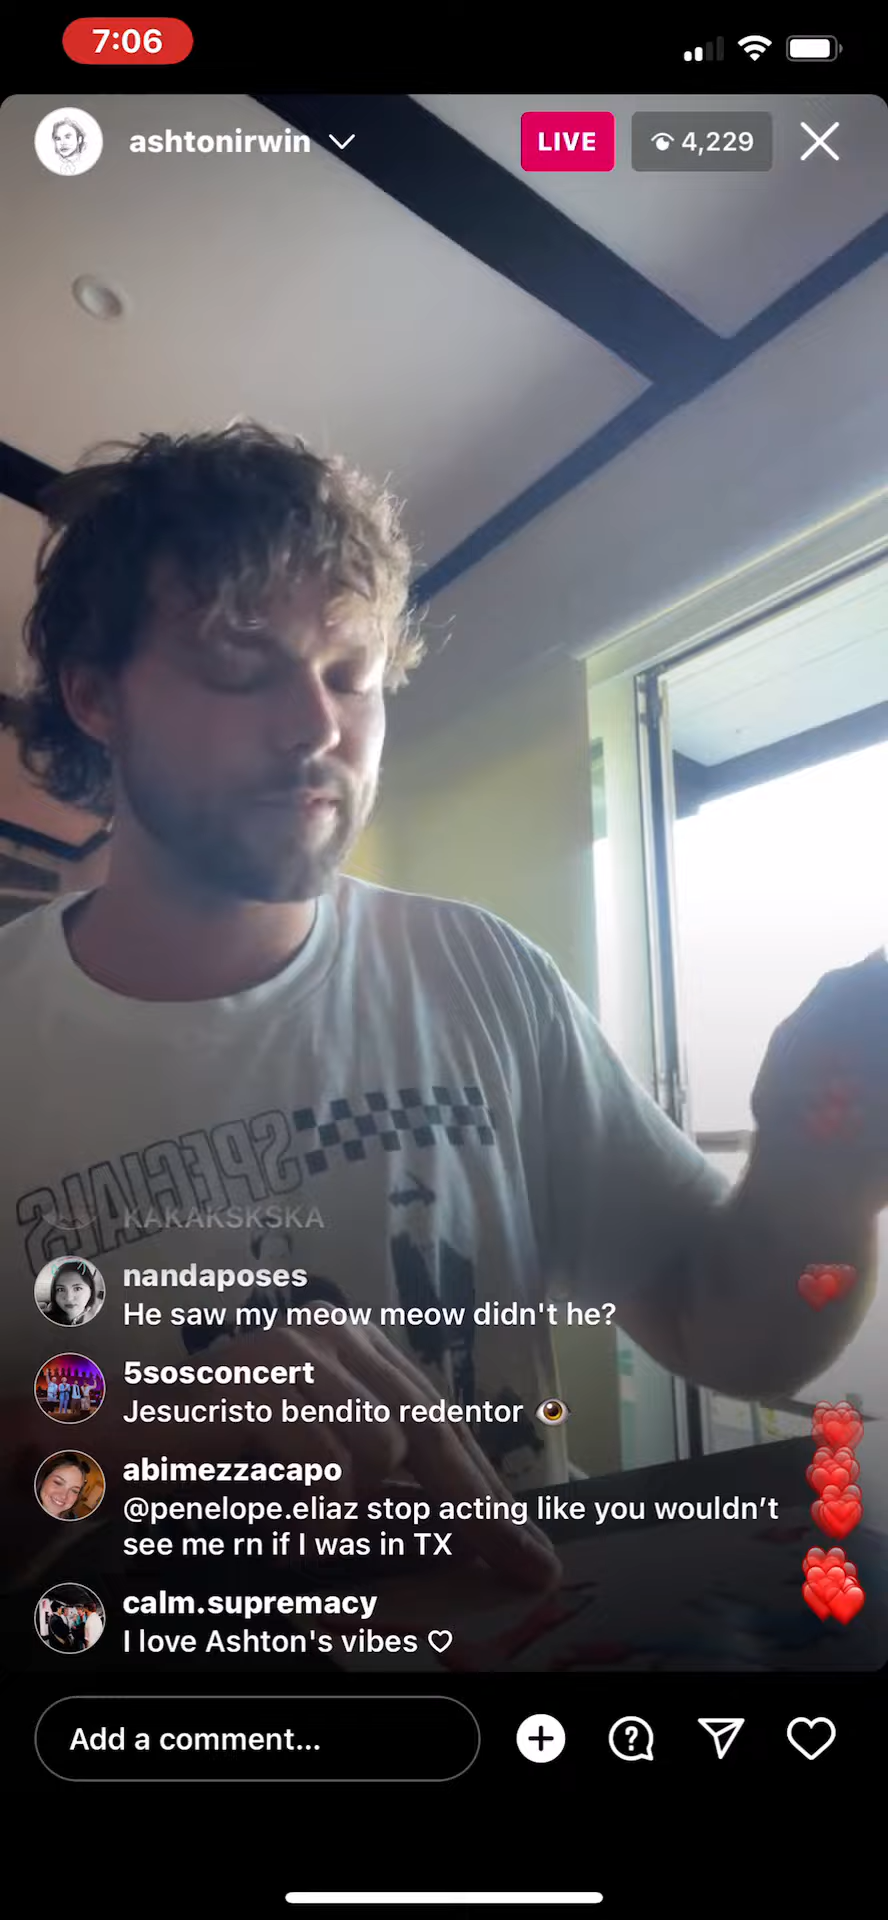 7:06
ashtonirwin
LIVE
4,229
SPECIALS
KAKAKSKSKA
nandaposes
He saw my meow meow didn't he?
5sosconcert
Jesucristo bendito redentor 👁️
abimezzacapo
@penelope.eliaz stop acting like you wouldn’t
see me rn if I was in TX
calm.supremacy
I love Ashton's vibes ♡
Add a comment...